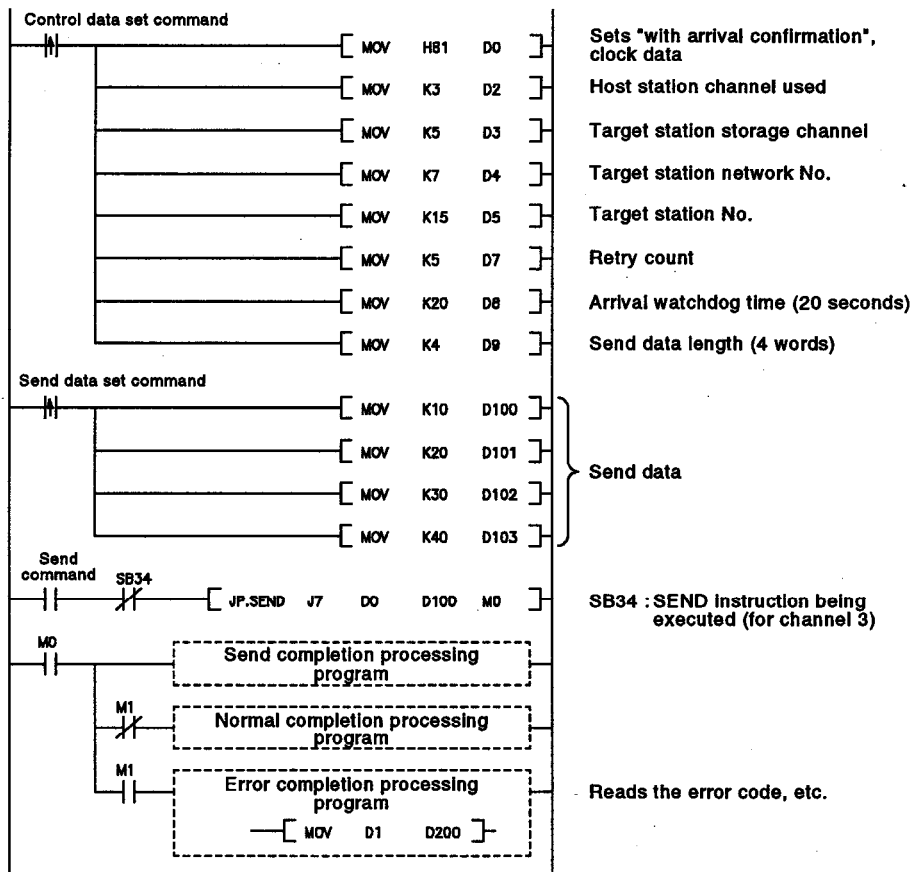 Control data set command
MOV H81 D0 Sets "with arrival confirmation",
clock data
MOV K3 D2 Host station channel used
MOV K5 D3 Target station storage channel
MOV K7 D4 Target station network No.
MOV K15 D5 Target station No.
MOV K5 D7 Retry count
MOV K20 D8 Arrival watchdog time (20 seconds)
MOV K4 D9 Send data length (4 words)
Send data set command
MOV K10 D100
MOV K20 D101
Send data
MOV K30 D102
MOV K40 D103
Send
command
SB34
JP.SEND J7 D0 D100 M0 SB34 : SEND instruction being
executed (for channel 3)
M0
Send completion processing
program
M1
Normal completion processing
program
M1
Error completion processing
program
Reads the error code, etc.
MOV D1 D200